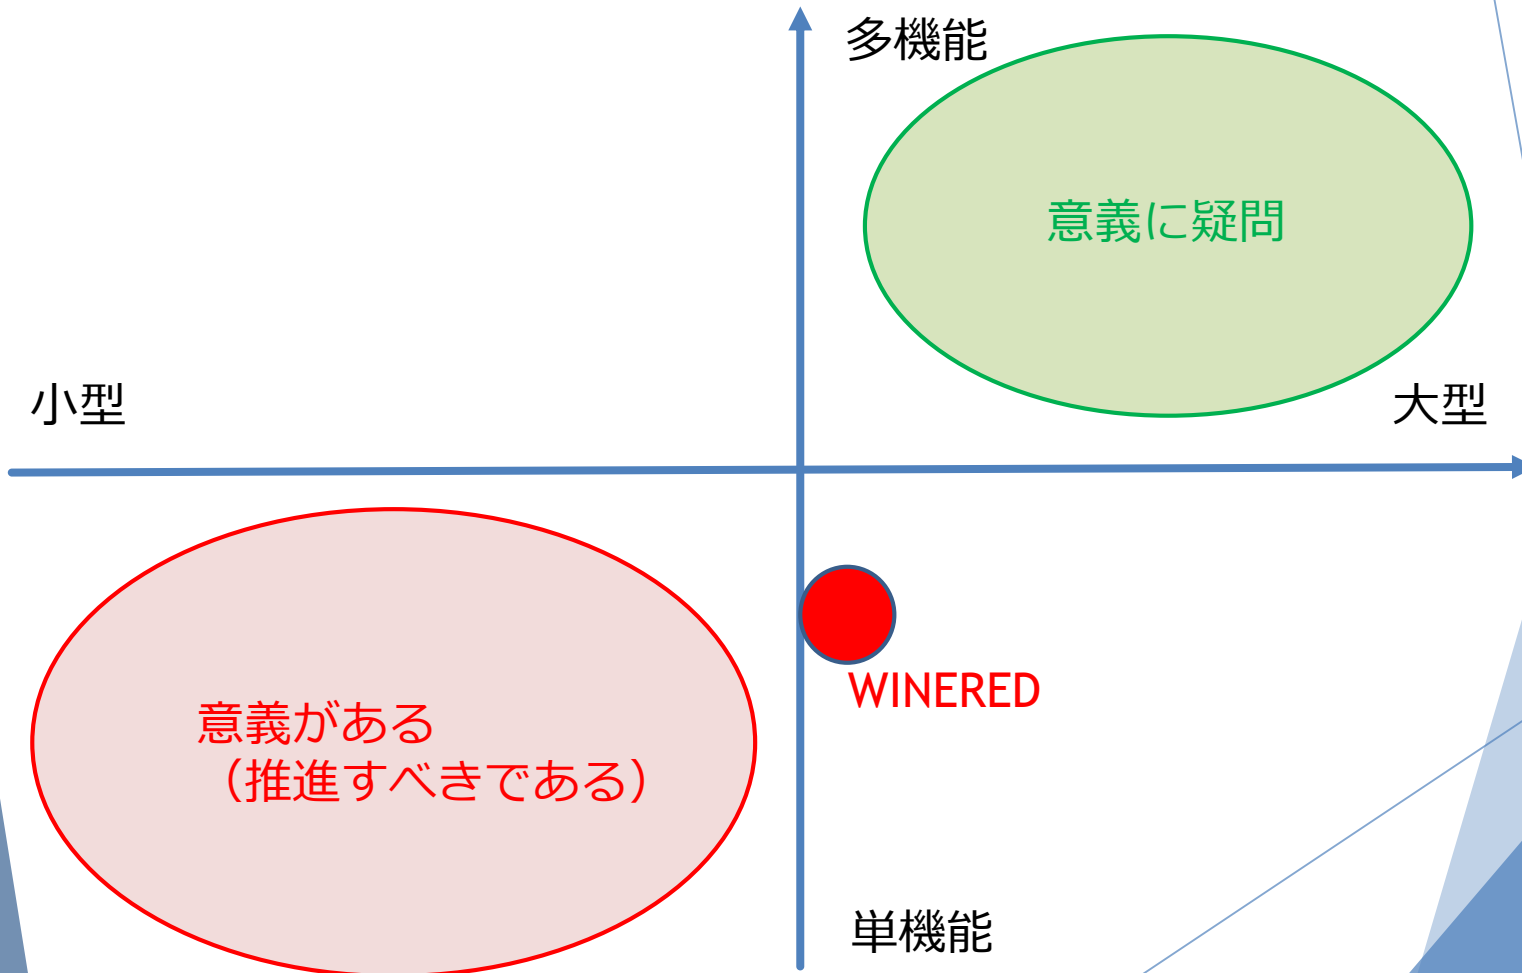 多機能
意義に疑問
小型
大型
WINERED
意義がある
（推進すべきである）
単機能